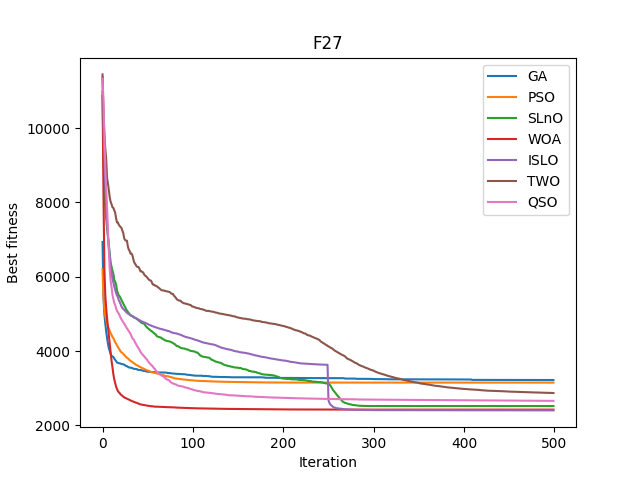 F27
Best fitness
10000
8000
6000
4000
2000
0
100
200
300
400
500
Iteration
GA
PSO
SLnO
WOA
ISLO
TWO
QSO